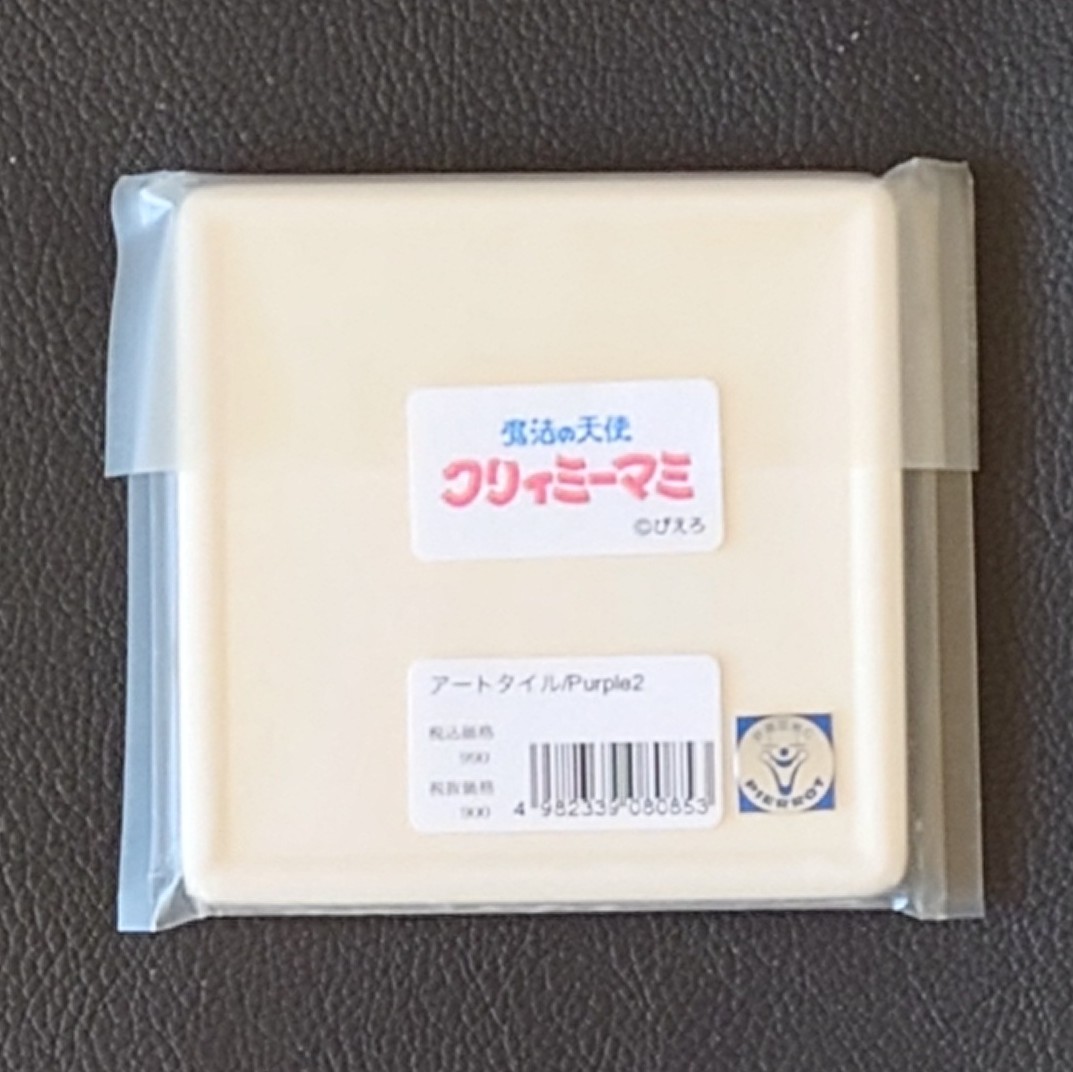 魔法の天使
クリィミーマミ
©ぴえろ
アートタイル/Purple2
税込価格
990
税抜価格
900
4 982339 080853
PIERROT